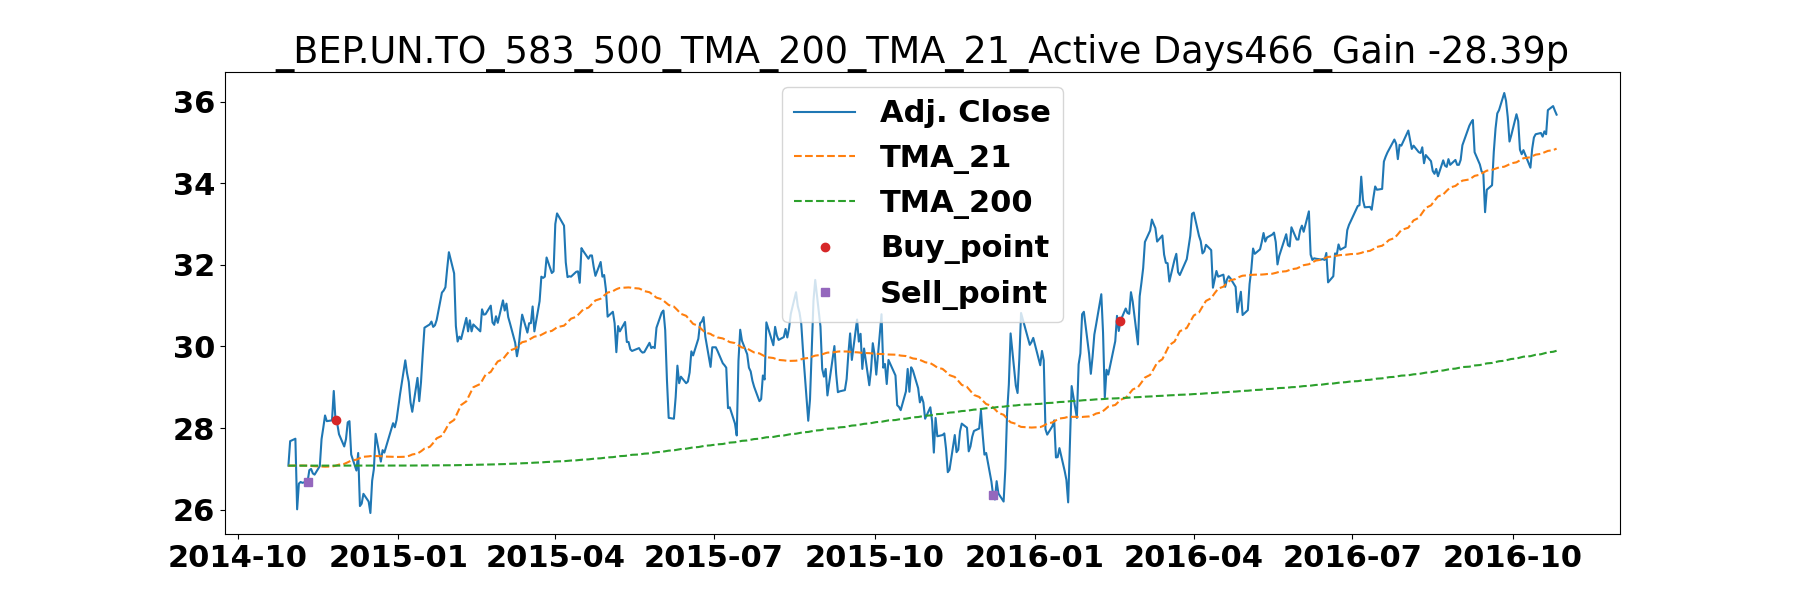 _BEP.UN.TO_583_500_TMA_200_TMA_21_Active Days466_Gain -28.39p
36
34
32
30
28
26
Adj. Close
TMA_21
TMA_200
Buy_point
Sell_point
2014-10 2015-01 2015-04 2015-07 2015-10 2016-01 2016-04 2016-07 2016-10